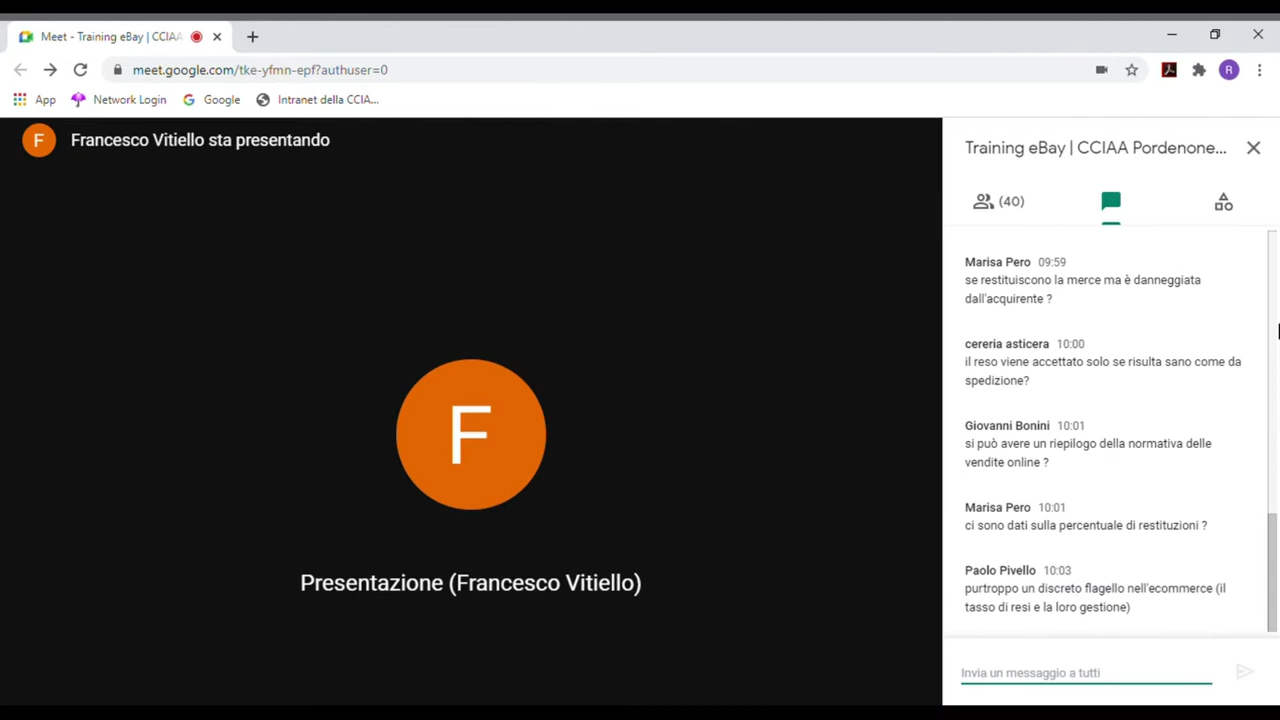 Meet - Training eBay | CCIAA
meet.google.com/tke-yfmn-epf?authuser=0
R
App
Network Login
Google
Intranet della CCIA...
F
Francesco Vitiello sta presentando
F
Presentazione (Francesco Vitiello)
Training eBay | CCIAA Pordenone...
(40)
Marisa Pero 09:59
se restituiscono la merce ma è danneggiata
dall'acquirente ?
cereria asticera 10:00
il reso viene accettato solo se risulta sano come da
spedizione?
Giovanni Bonini 10:01
si può avere un riepilogo della normativa delle
vendite online ?
Marisa Pero 10:01
ci sono dati sulla percentuale di restituzioni ?
Paolo Pivello 10:03
purtroppo un discreto flagello nell'ecommerce (il
tasso di resi e la loro gestione)
Invia un messaggio a tutti